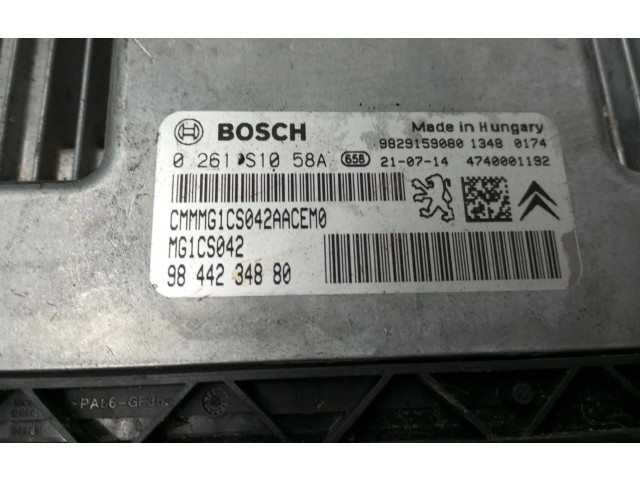 BOSCH
Made in Hungary
9829159080 1348 0174
0 261 S10 58A 658 21-07-14 4740001192
CMMMG1CS042AACEM0
MG1CS042
98 442 348 80
>PA66-GF35<